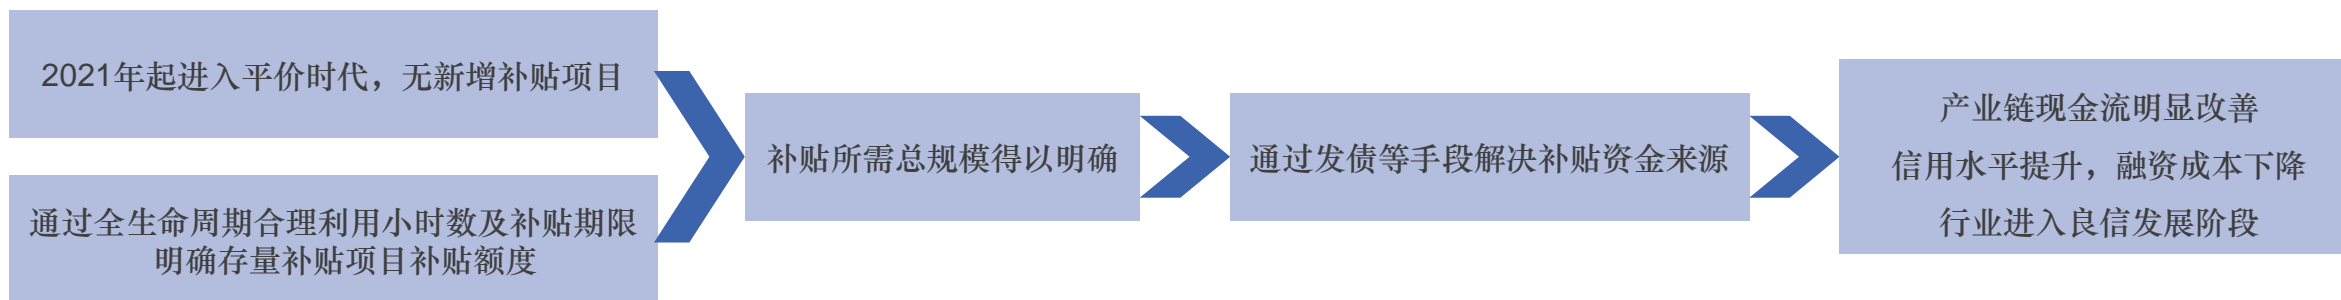 2021年起进入平价时代，无新增补贴项目
通过全生命周期合理利用小时数及补贴期限
明确存量补贴项目补贴额度
补贴所需总规模得以明确
通过发债等手段解决补贴资金来源
产业链现金流明显改善
信用水平提升，融资成本下降
行业进入良信发展阶段